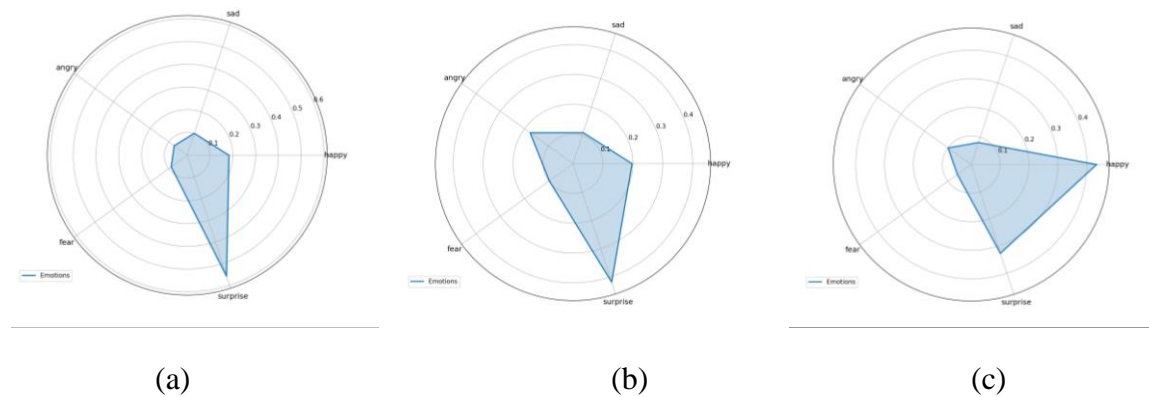 sad
angry
0.6
0.5
0.4
0.3
0.2
0.1
happy
fear
Emotions
surprise
sad
angry
0.4
0.3
0.2
0.1
happy
fear
Emotions
surprise
sad
angry
0.4
0.3
0.2
0.1
happy
fear
Emotions
surprise
(a) (b) (c)